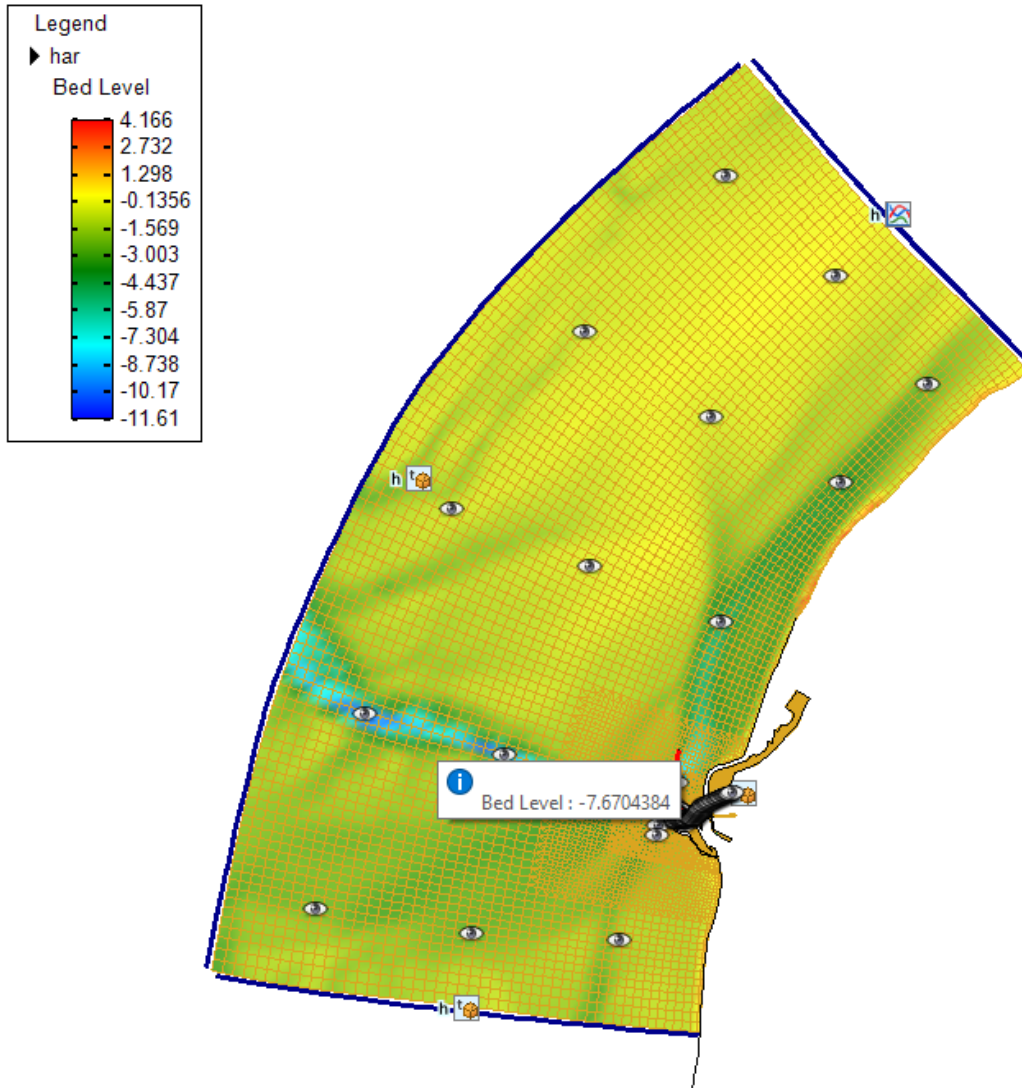 Legend
har
Bed Level
4.166
2.732
1.298
-0.1356
-1.569
-3.003
-4.437
-5.87
-7.304
-8.738
-10.17
-11.61
h
h t
Bed Level : -7.6704384
h t